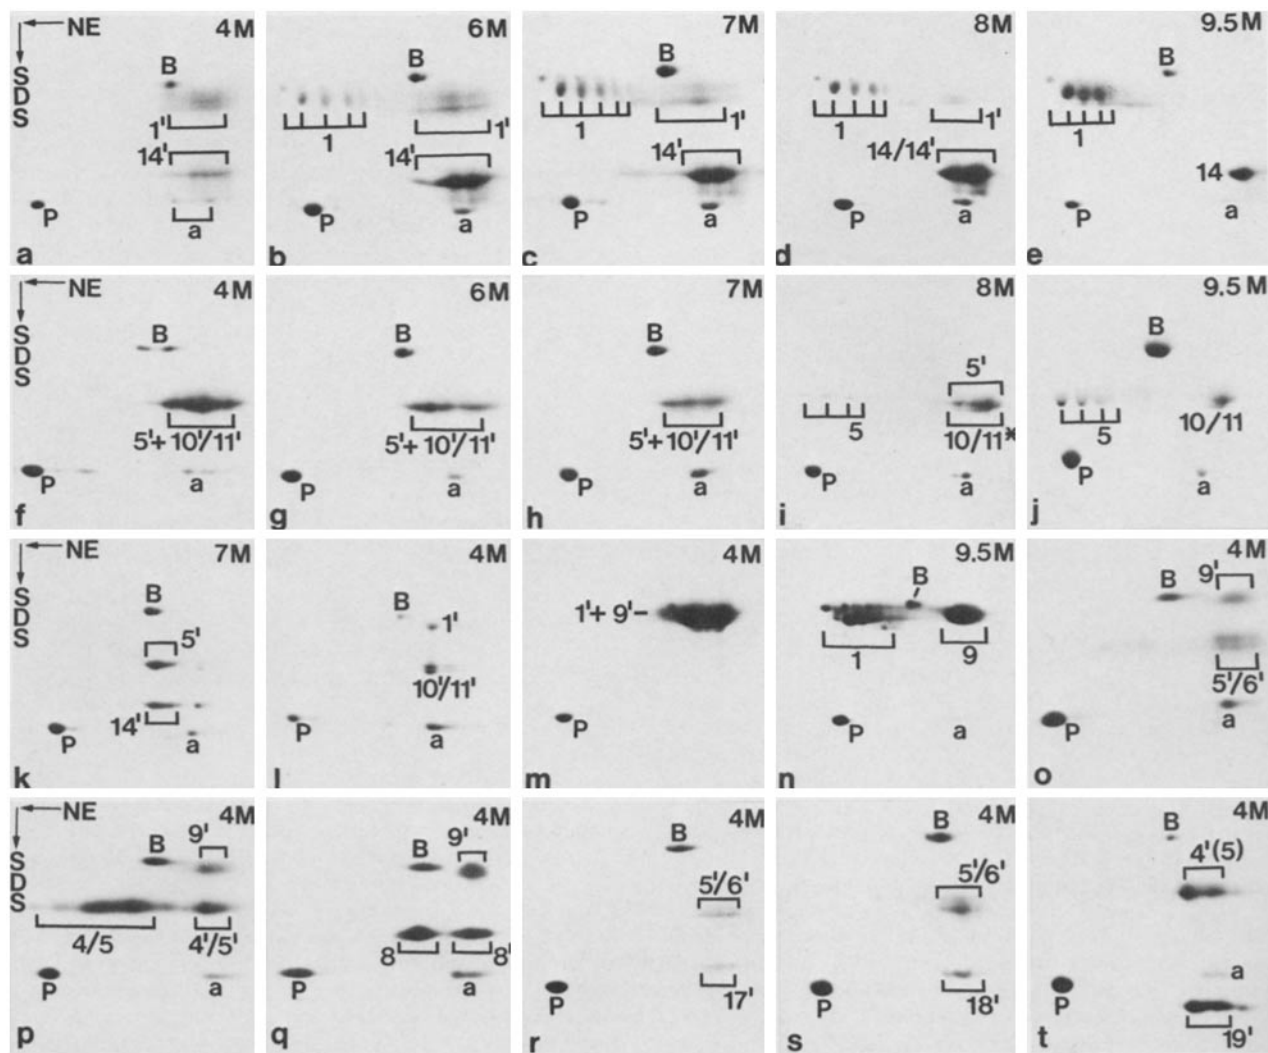 NE 4M
S
D
S
B
1'
14'
P
a
a
6M
B
1
1'
14'
P
a
b
7M
B
1
1'
14'
P
a
c
8M
1
1'
14/14'
P
a
d
9.5M
B
1
14
P
a
e
NE 4M
S
D
S
B
5'+10'/11'
P
a
f
6M
B
5'+10'/11'
P
a
g
7M
B
5'+10'/11'
P
a
h
8M
5'
5
10/11*
P
a
i
9.5M
B
5
10/11
P
a
j
NE 7M
S
D
S
B
5'
14'
P
a
k
4M
B
1'
10'/11'
P
a
l
4M
1'+9'-
P
m
9.5M
B
1
9
P
a
n
4M
B
9'
5'/6'
P
a
o
NE 4M
S
D
S
B
9'
4/5
4'/5'
P
a
p
4M
B
9'
8
8'
P
a
q
4M
B
5'/6'
P
17'
r
4M
B
5'/6'
P
18'
s
4M
B
4'(5)
P
a
19'
t